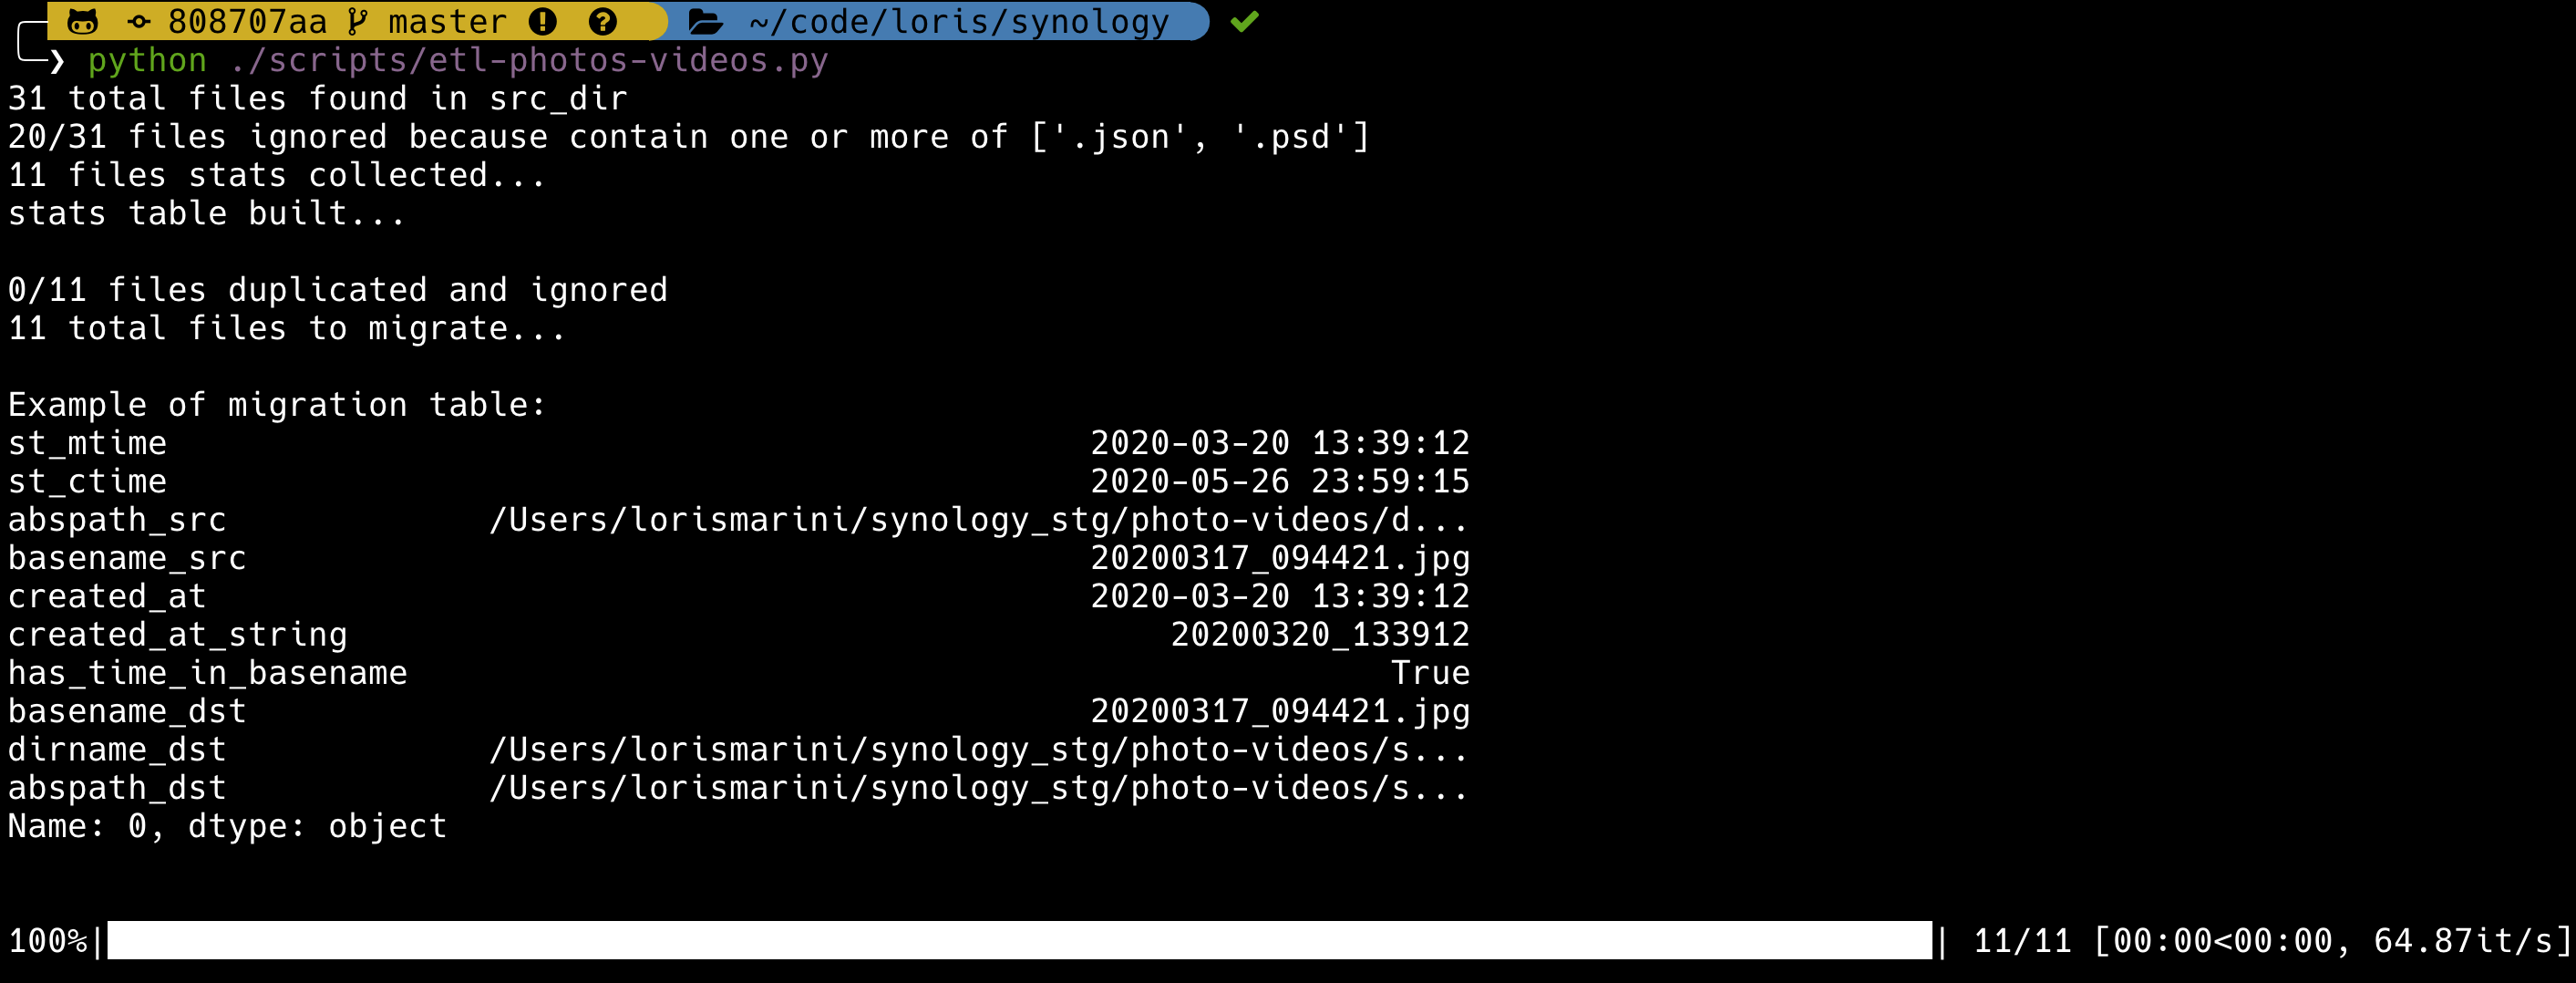 808707aa master ! ? ~/code/loris/synology
❯ python ./scripts/etl-photos-videos.py
31 total files found in src_dir
20/31 files ignored because contain one or more of ['.json', '.psd']
11 files stats collected...
stats table built...
0/11 files duplicated and ignored
11 total files to migrate...
Example of migration table:
st_mtime 2020-03-20 13:39:12
st_ctime 2020-05-26 23:59:15
abspath_src /Users/lorismarini/synology_stg/photo-videos/d...
basename_src 20200317_094421.jpg
created_at 2020-03-20 13:39:12
created_at_string 20200320_133912
has_time_in_basename True
basename_dst 20200317_094421.jpg
dirname_dst /Users/lorismarini/synology_stg/photo-videos/s...
abspath_dst /Users/lorismarini/synology_stg/photo-videos/s...
Name: 0, dtype: object
100%| | 11/11 [00:00<00:00, 64.87it/s]